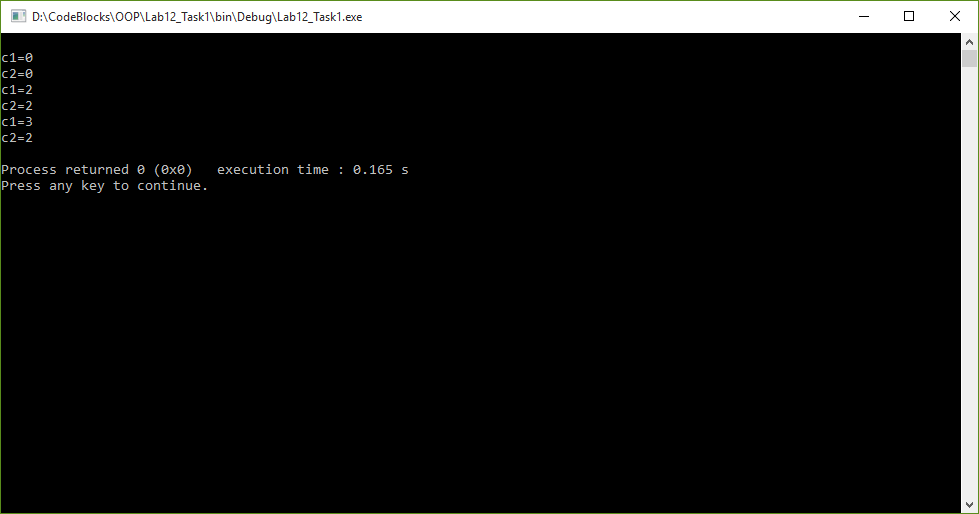 D:\CodeBlocks\OOP\Lab12_Task1\bin\Debug\Lab12_Task1.exe
c1=0
c2=0
c1=2
c2=2
c1=3
c2=2
Process returned 0 (0x0)   execution time : 0.165 s
Press any key to continue.